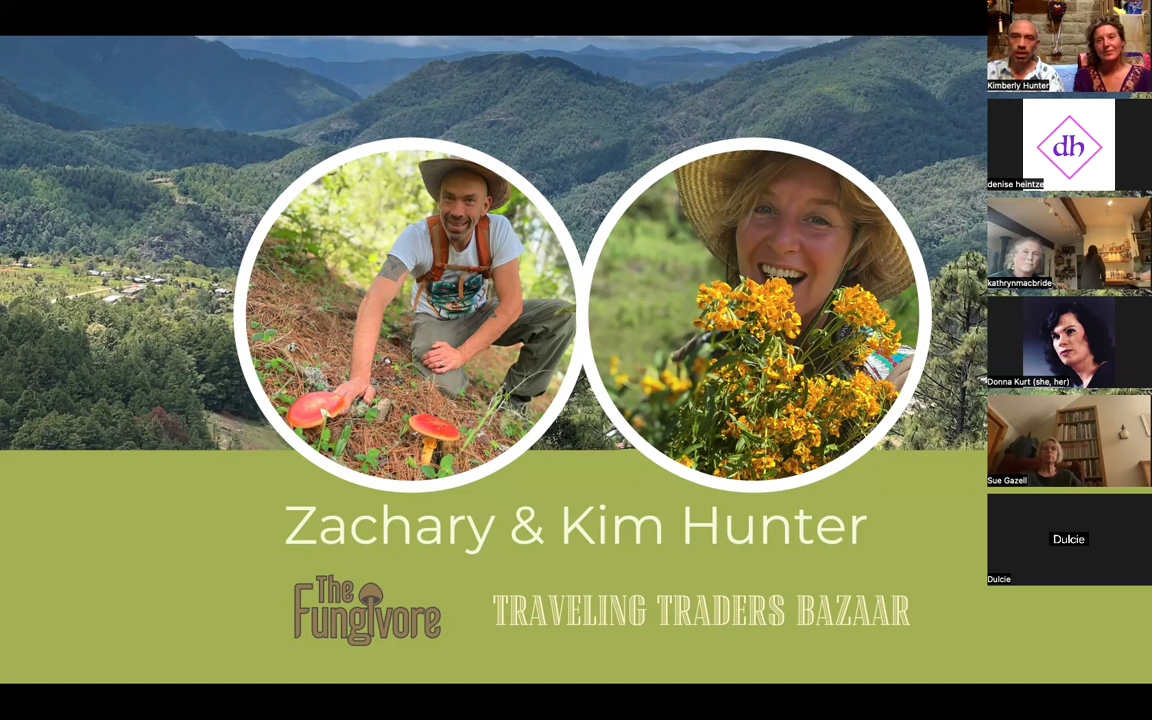 Zachary & Kim Hunter
The Fungivore
TRAVELING TRADERS BAZAAR
Kimberly Hunter
dh
denise heintze
kathrynmacbride
Donna Kurt (she, her)
Sue Gazell
Dulcie
Dulcie